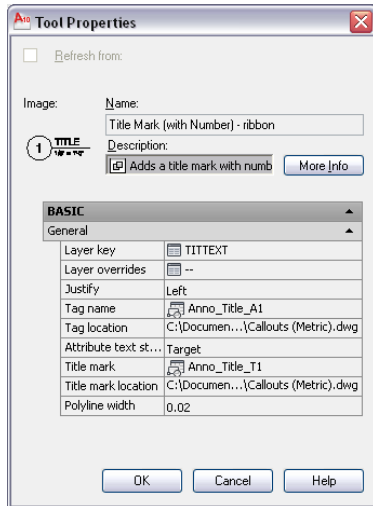 A10 Tool Properties
Refresh from:
Image:
Name:
Title Mark (with Number) - ribbon
1 TITLE
Description:
Adds a title mark with numb
More Info
BASIC
General
Layer key TITTEXT
Layer overrides --
Justify Left
Tag name Anno_Title_A1
Tag location C:\Documen...\Callouts (Metric).dwg
Attribute text st... Target
Title mark Anno_Title_T1
Title mark location C:\Documen...\Callouts (Metric).dwg
Polyline width 0.02
OK Cancel Help